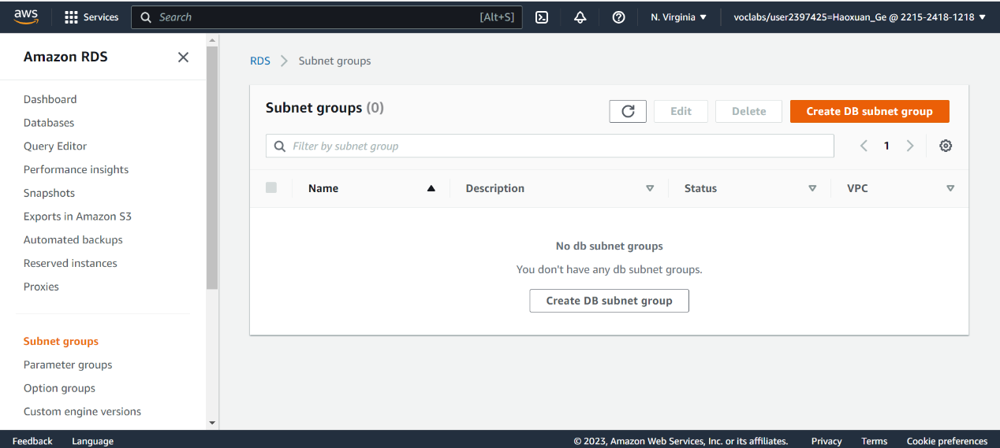 aws
Services
Search [Alt+S]
N. Virginia
voclabs/user2397425=Haoxuan_Ge @ 2215-2418-1218
Amazon RDS
Dashboard
Databases
Query Editor
Performance insights
Snapshots
Exports in Amazon S3
Automated backups
Reserved instances
Proxies
Subnet groups
Parameter groups
Option groups
Custom engine versions
RDS > Subnet groups
Subnet groups (0)
Edit
Delete
Create DB subnet group
Filter by subnet group
1
Name Description Status VPC
No db subnet groups
You don't have any db subnet groups.
Create DB subnet group
Feedback Language © 2023, Amazon Web Services, Inc. or its affiliates. Privacy Terms Cookie preferences